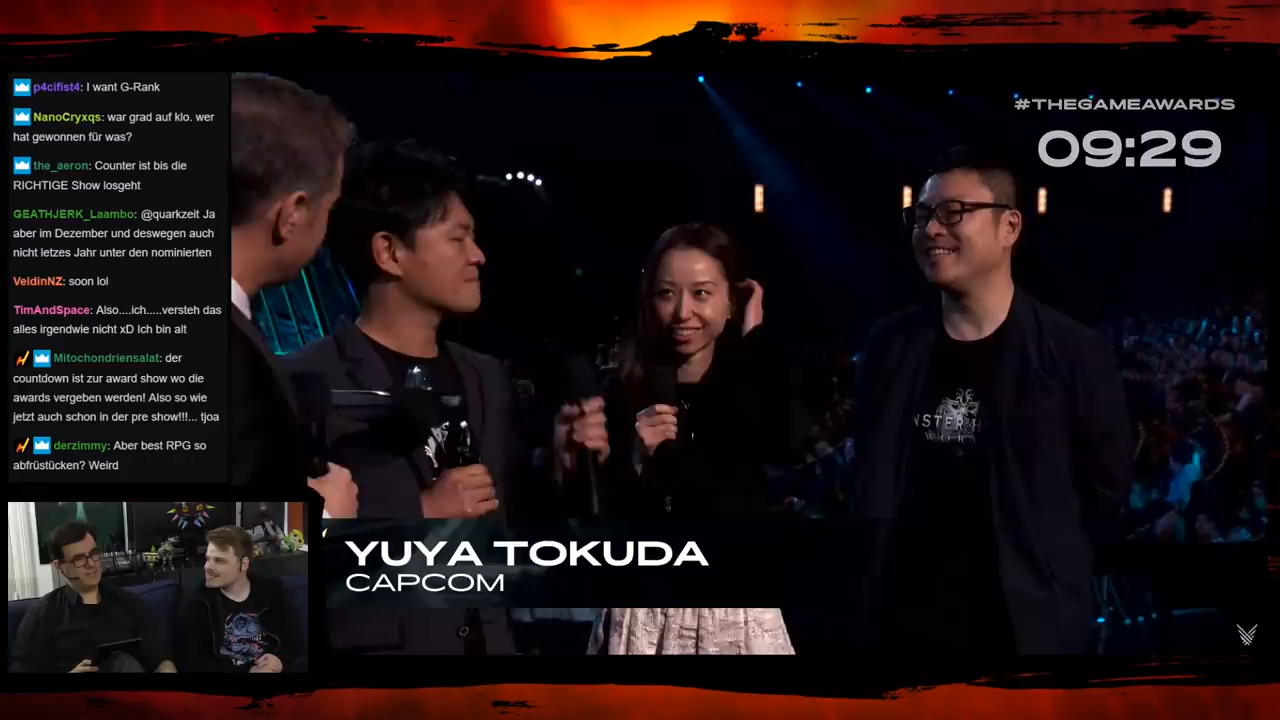 p4cifist4: I want G-Rank
NanoCryxqs: war grad auf klo. wer
hat gewonnen für was?
the_aeron: Counter ist bis die
RICHTIGE Show losgeht
GEATHJERK_Laambo: @quarkzeit Ja
aber im Dezember und deswegen auch
nicht letzes Jahr unter den nominierten
VeldinNZ: soon lol
TimAndSpace: Also....ich.....versteh das
alles irgendwie nicht xD Ich bin alt
Mitochondriensalat: der
countdown ist zur award show wo die
awards vergeben werden! Also so wie
jetzt auch schon in der pre show!!!... tjoa
derzimmy: Aber best RPG so
abfrüstücken? Weird
#THEGAMEAWARDS
09:29
NSTER H
YUYA TOKUDA
CAPCOM